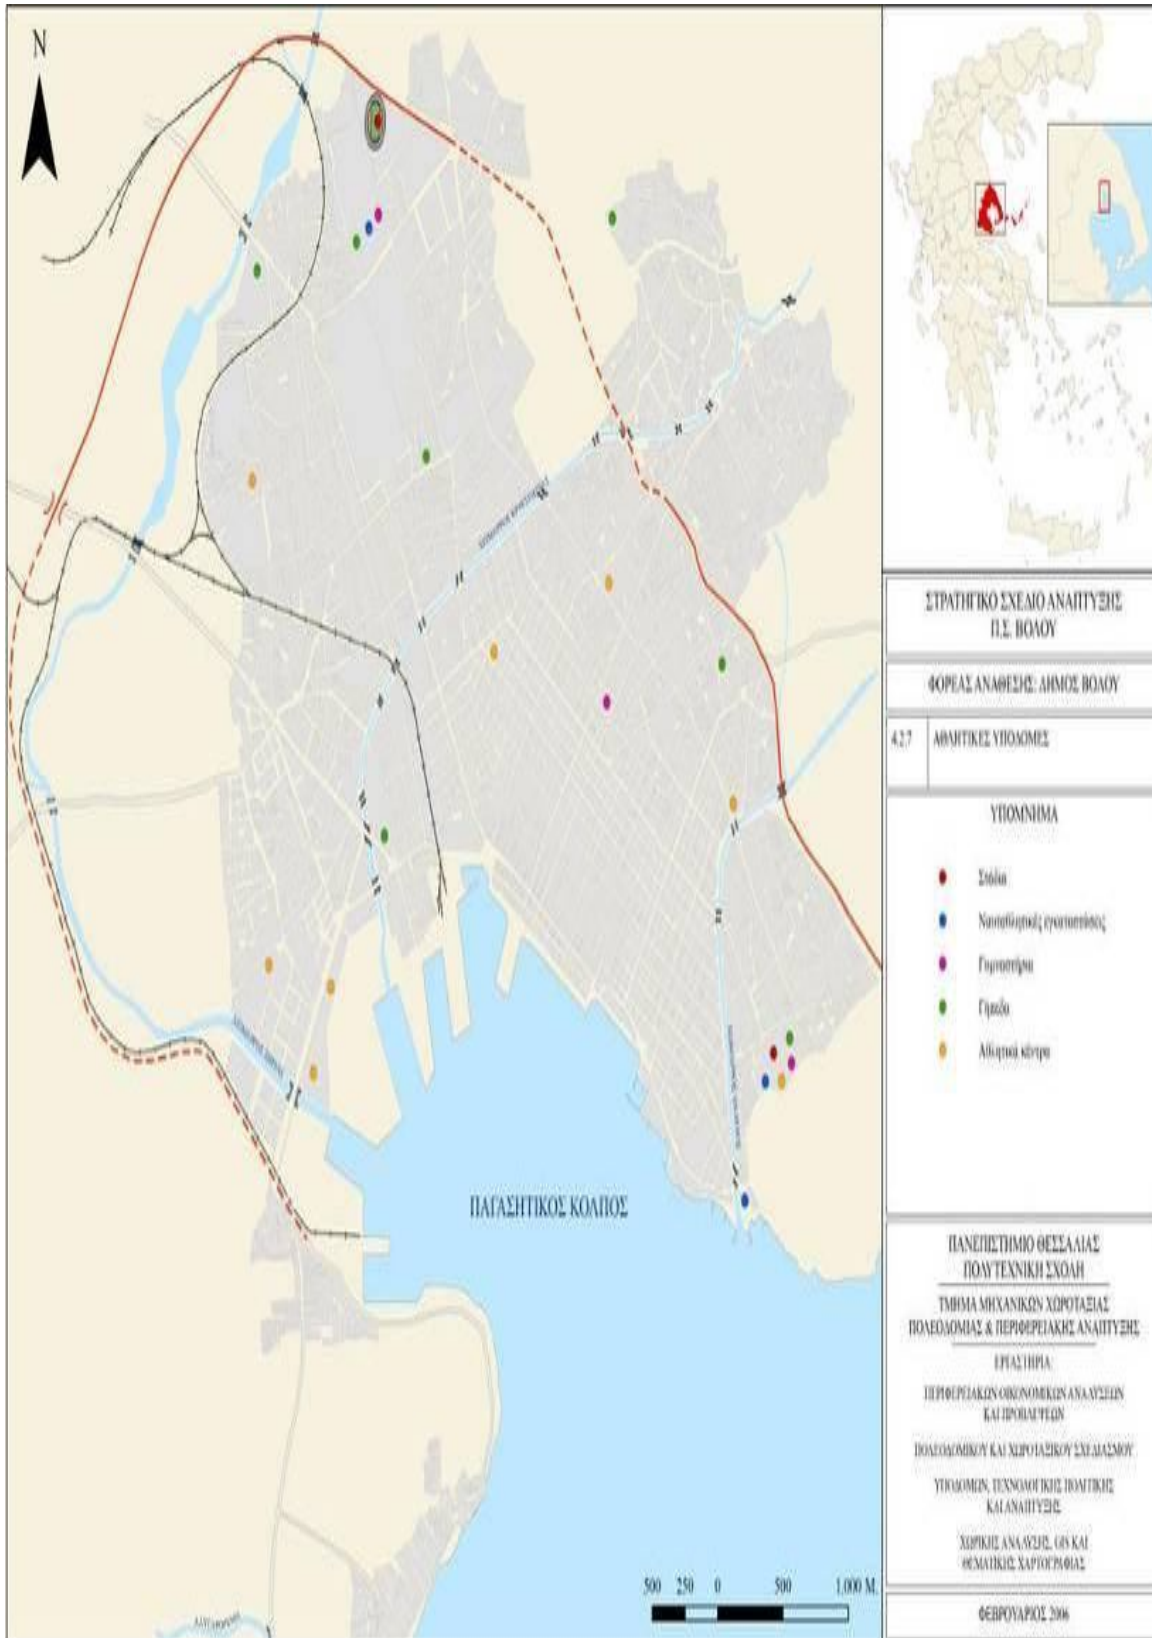 N
ΠΑΓΑΣΗΤΙΚΟΣ ΚΟΛΠΟΣ
500 250 0 500 1,000 M.
ΣΤΡΑΤΗΓΙΚΟ ΣΧΕΔΙΟ ΑΝΑΠΤΥΞΗΣ
Π.Σ. ΒΟΛΟΥ
ΦΟΡΕΑΣ ΑΝΑΘΕΣΗΣ: ΔΗΜΟΣ ΒΟΛΟΥ
4.2.7 ΑΘΛΗΤΙΚΕΣ ΥΠΟΔΟΜΕΣ
ΥΠΟΜΝΗΜΑ
Στάδια
Ναυταθλητικές εγκαταστάσεις
Γυμναστήρια
Γήπεδα
Αθλητικά κέντρα
ΠΑΝΕΠΙΣΤΗΜΙΟ ΘΕΣΣΑΛΙΑΣ
ΠΟΛΥΤΕΧΝΙΚΗ ΣΧΟΛΗ
ΤΜΗΜΑ ΜΗΧΑΝΙΚΩΝ ΧΩΡΟΤΑΞΙΑΣ
ΠΟΛΕΟΔΟΜΙΑΣ & ΠΕΡΙΦΕΡΕΙΑΚΗΣ ΑΝΑΠΤΥΞΗΣ
ΕΡΓΑΣΤΗΡΙΑ:
ΠΕΡΙΦΕΡΕΙΑΚΩΝ ΟΙΚΟΝΟΜΙΚΩΝ ΑΝΑΛΥΣΕΩΝ
ΚΑΙ ΠΡΟΒΛΕΨΕΩΝ
ΠΟΛΕΟΔΟΜΙΚΟΥ ΚΑΙ ΧΩΡΟΤΑΞΙΚΟΥ ΣΧΕΔΙΑΣΜΟΥ
ΥΠΟΔΟΜΩΝ, ΤΕΧΝΟΛΟΓΙΚΗΣ ΠΟΛΙΤΙΚΗΣ
ΚΑΙ ΑΝΑΠΤΥΞΗΣ
ΧΩΡΙΚΗΣ ΑΝΑΛΥΣΗΣ, GIS ΚΑΙ
ΘΕΜΑΤΙΚΗΣ ΧΑΡΤΟΓΡΑΦΙΑΣ
ΦΕΒΡΟΥΑΡΙΟΣ 2006